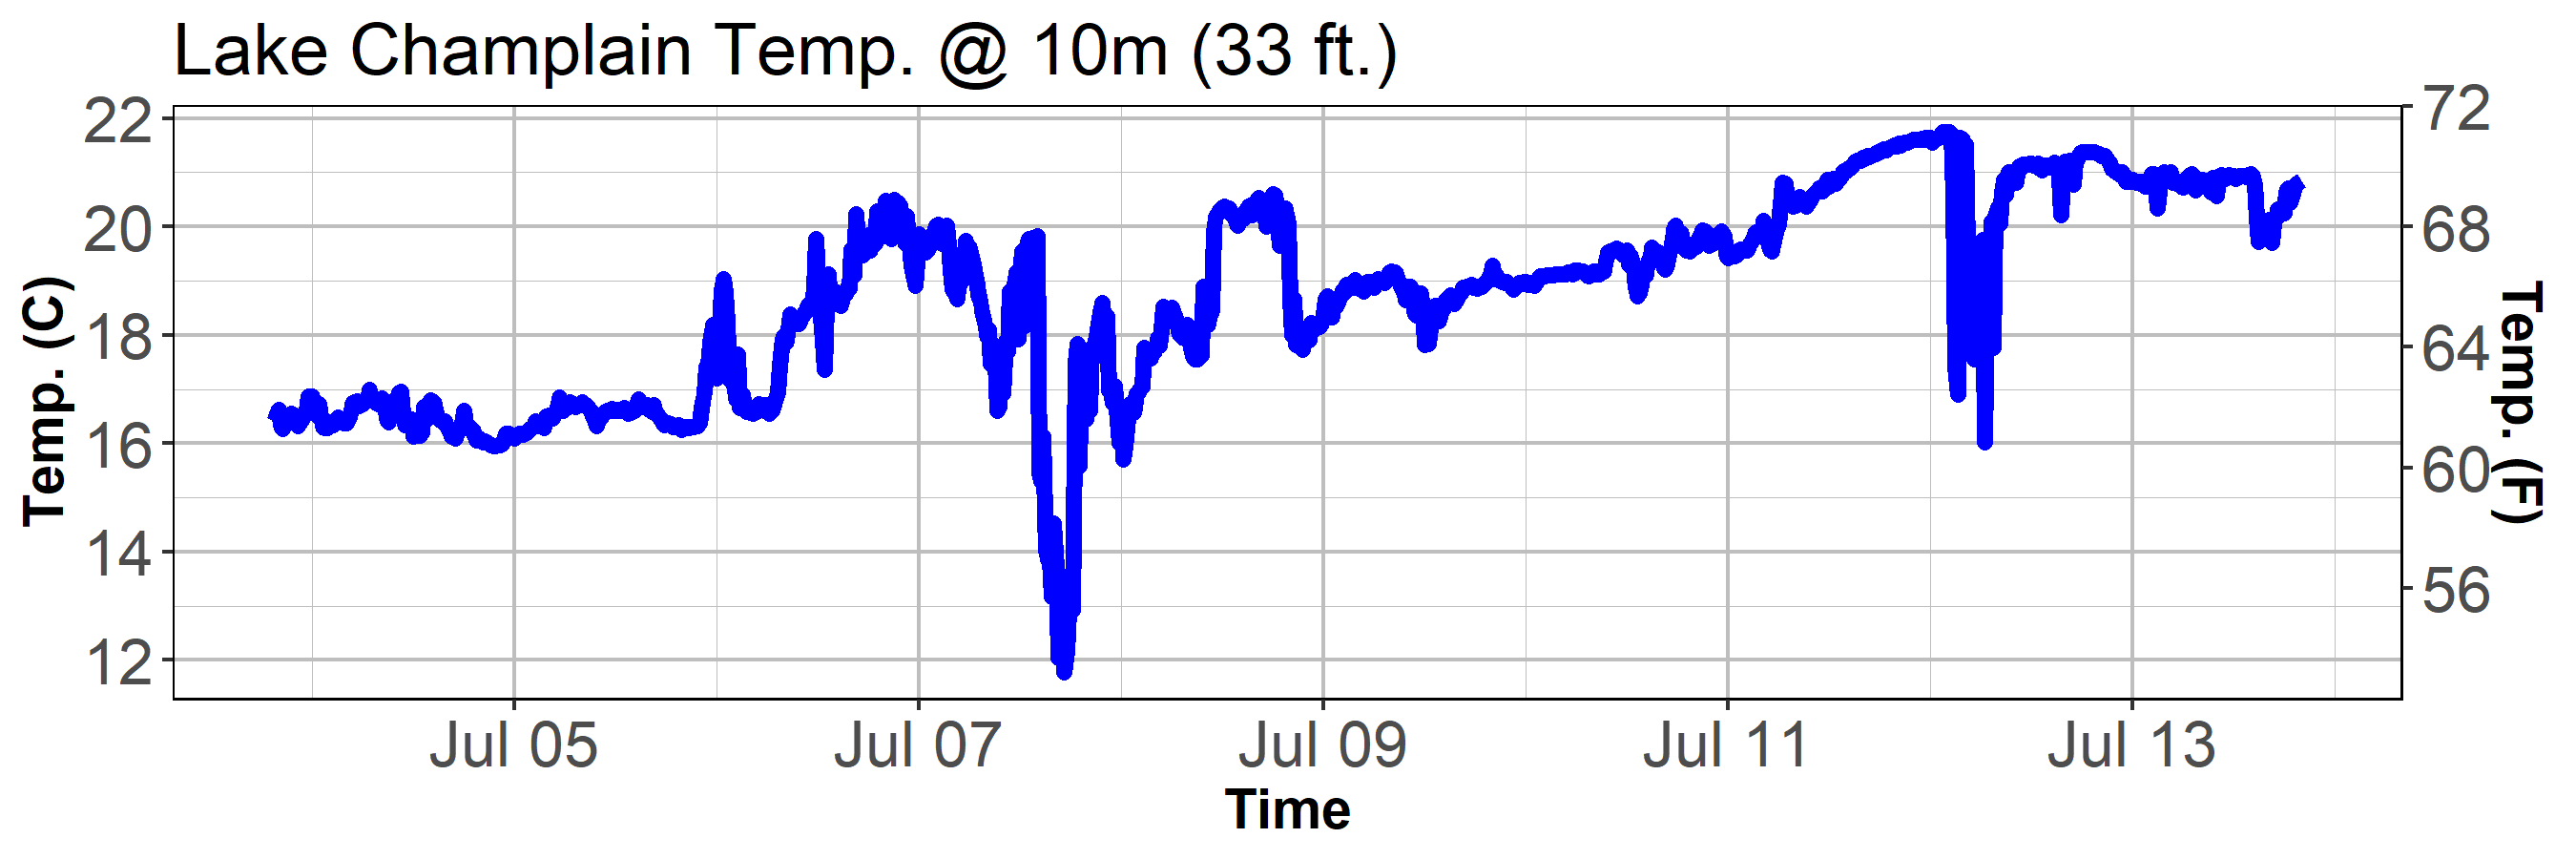 Lake Champlain Temp. @ 10m (33 ft.)
Temp. (C)
22
20
18
16
14
12
72
68
64
60
56
Temp. (F)
Jul 05 Jul 07 Jul 09 Jul 11 Jul 13
Time